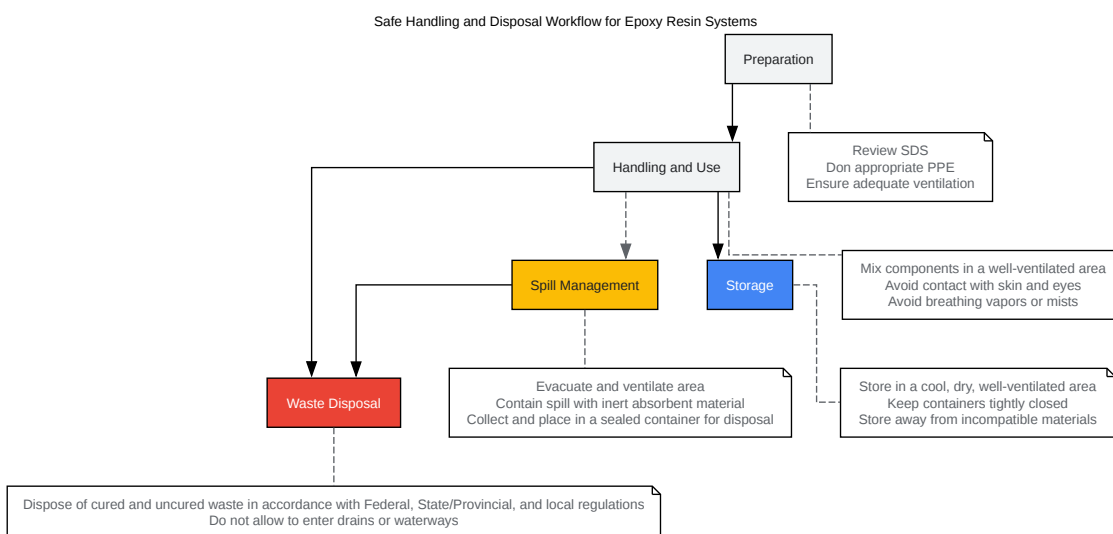 Safe Handling and Disposal Workflow for Epoxy Resin Systems
Preparation
Review SDS
Don appropriate PPE
Ensure adequate ventilation
Handling and Use
Mix components in a well-ventilated area
Avoid contact with skin and eyes
Avoid breathing vapors or mists
Spill Management
Storage
Evacuate and ventilate area
Contain spill with inert absorbent material
Collect and place in a sealed container for disposal
Store in a cool, dry, well-ventilated area
Keep containers tightly closed
Store away from incompatible materials
Waste Disposal
Dispose of cured and uncured waste in accordance with Federal, State/Provincial, and local regulations
Do not allow to enter drains or waterways